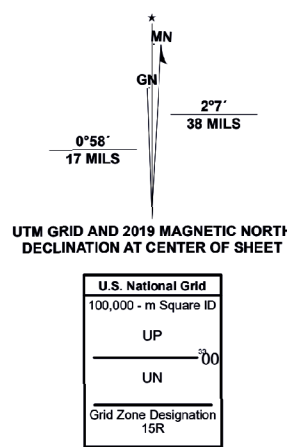 MN
GN
2°7´
38 MILS
0°58´
17 MILS
UTM GRID AND 2019 MAGNETIC NORTH
DECLINATION AT CENTER OF SHEET
U.S. National Grid
100,000 - m Square ID
UP
00
UN
Grid Zone Designation
15R